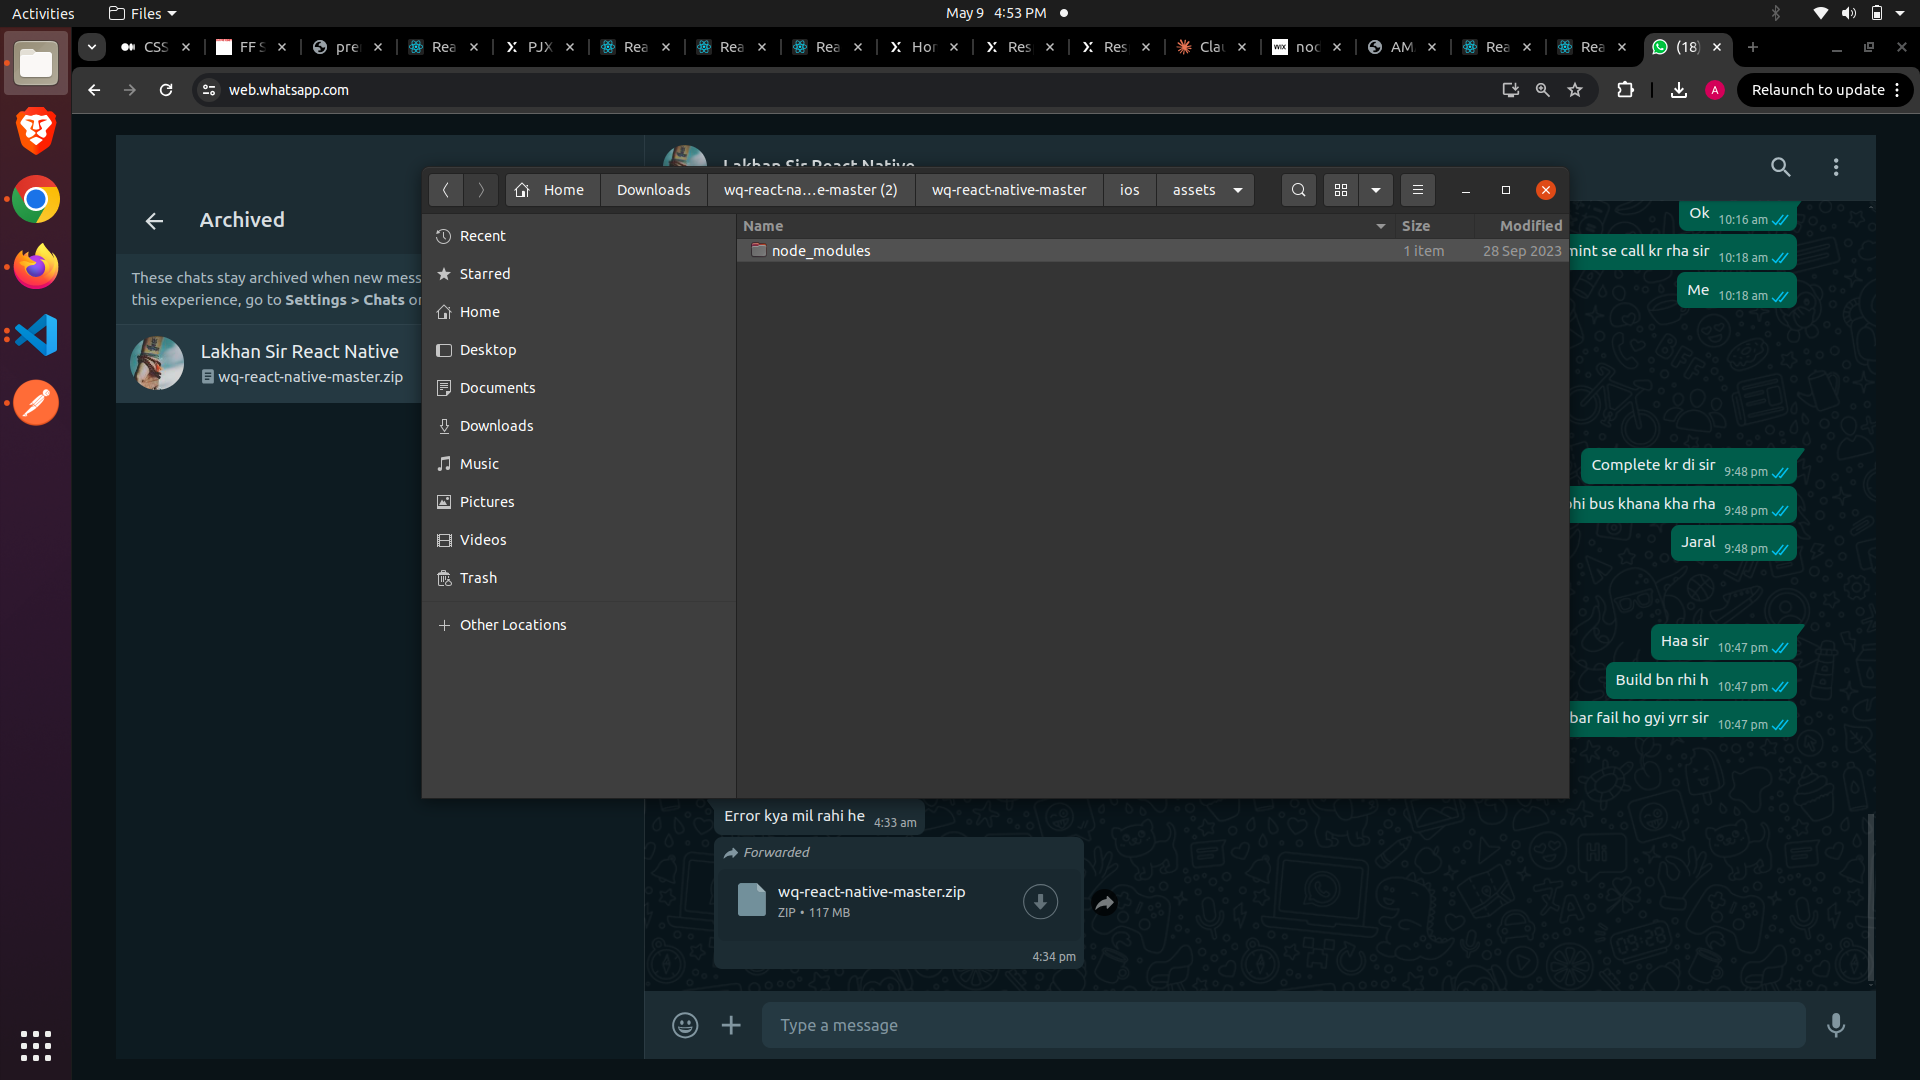 Activities
Files
May 9 4:53 PM
CSS
FF S
pre
Rea
PJX
Rea
Rea
Rea
Hor
Res
Res
Clau
nod
AM
Rea
Rea
(18)
web.whatsapp.com
A
Relaunch to update
Lakhan Sir React Native
Archived
These chats stay archived when new mess
this experience, go to Settings > Chats on
Lakhan Sir React Native
wq-react-native-master.zip
Home
Downloads
wq-react-na…e-master (2)
wq-react-native-master
ios
assets
Recent
Starred
Home
Desktop
Documents
Downloads
Music
Pictures
Videos
Trash
Other Locations
Name
Size
Modified
node_modules
1 item
28 Sep 2023
Ok 10:16 am
mint se call kr rha sir 10:18 am
Me 10:18 am
Complete kr di sir 9:48 pm
bhi bus khana kha rha 9:48 pm
Jaral 9:48 pm
Haa sir 10:47 pm
Build bn rhi h 10:47 pm
bar fail ho gyi yrr sir 10:47 pm
Error kya mil rahi he 4:33 am
Forwarded
wq-react-native-master.zip
ZIP • 117 MB
4:34 pm
Type a message